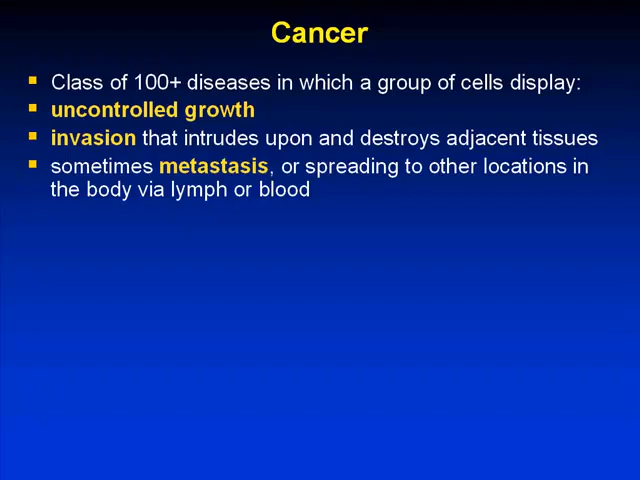 Cancer
Class of 100+ diseases in which a group of cells display:
uncontrolled growth
invasion that intrudes upon and destroys adjacent tissues
sometimes metastasis, or spreading to other locations in
the body via lymph or blood